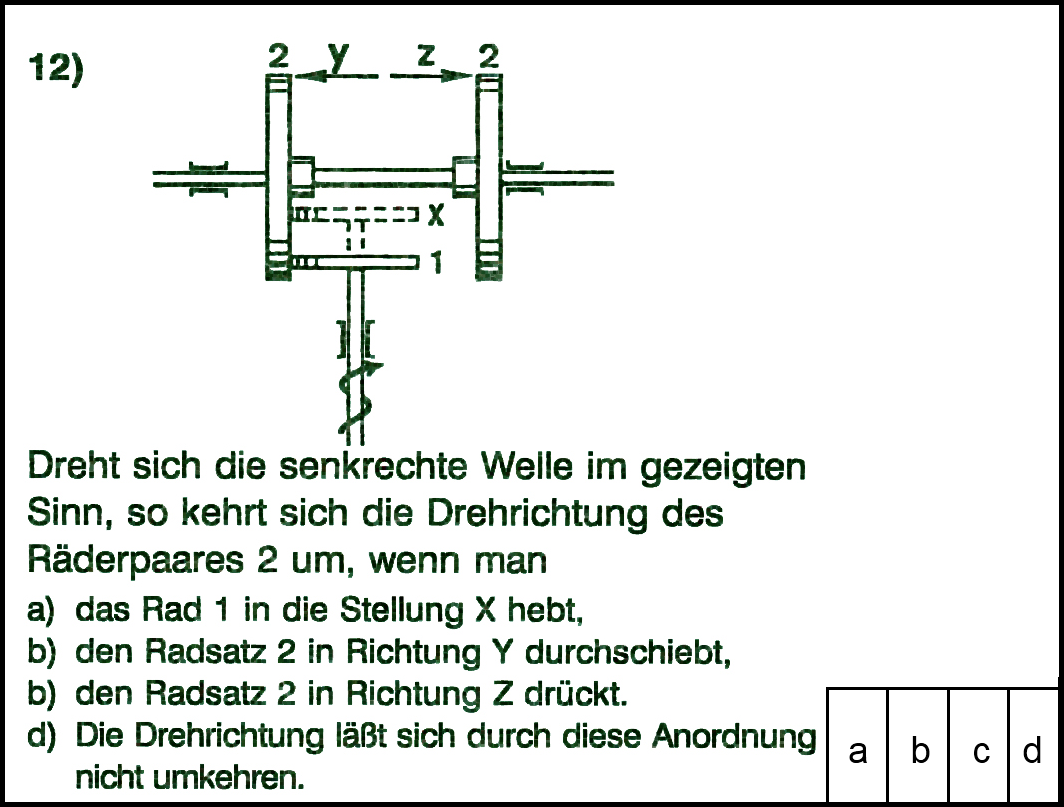 12)
2 y z 2
x
1
Dreht sich die senkrechte Welle im gezeigten
Sinn, so kehrt sich die Drehrichtung des
Räderpaares 2 um, wenn man
a) das Rad 1 in die Stellung X hebt,
b) den Radsatz 2 in Richtung Y durchschiebt,
b) den Radsatz 2 in Richtung Z drückt.
d) Die Drehrichtung läßt sich durch diese Anordnung
nicht umkehren.
a b c d